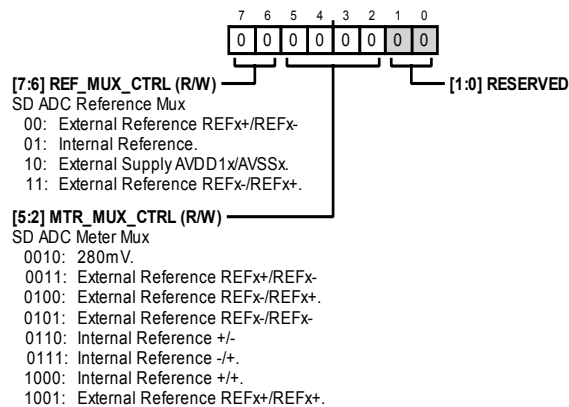 7 6 5 4 3 2 1 0
0 0 0 0 0 0 0 0
[7:6] REF_MUX_CTRL (R/W)
[1:0] RESERVED
SD ADC Reference Mux
00: External Reference REFx+/REFx-
01: Internal Reference.
10: External Supply AVDD1x/AVSSx.
11: External Reference REFx-/REFx+.
[5:2] MTR_MUX_CTRL (R/W)
SD ADC Meter Mux
0010: 280mV.
0011: External Reference REFx+/REFx-
0100: External Reference REFx-/REFx+.
0101: External Reference REFx-/REFx-
0110: Internal Reference +/-
0111: Internal Reference -/+.
1000: Internal Reference +/+.
1001: External Reference REFx+/REFx+.